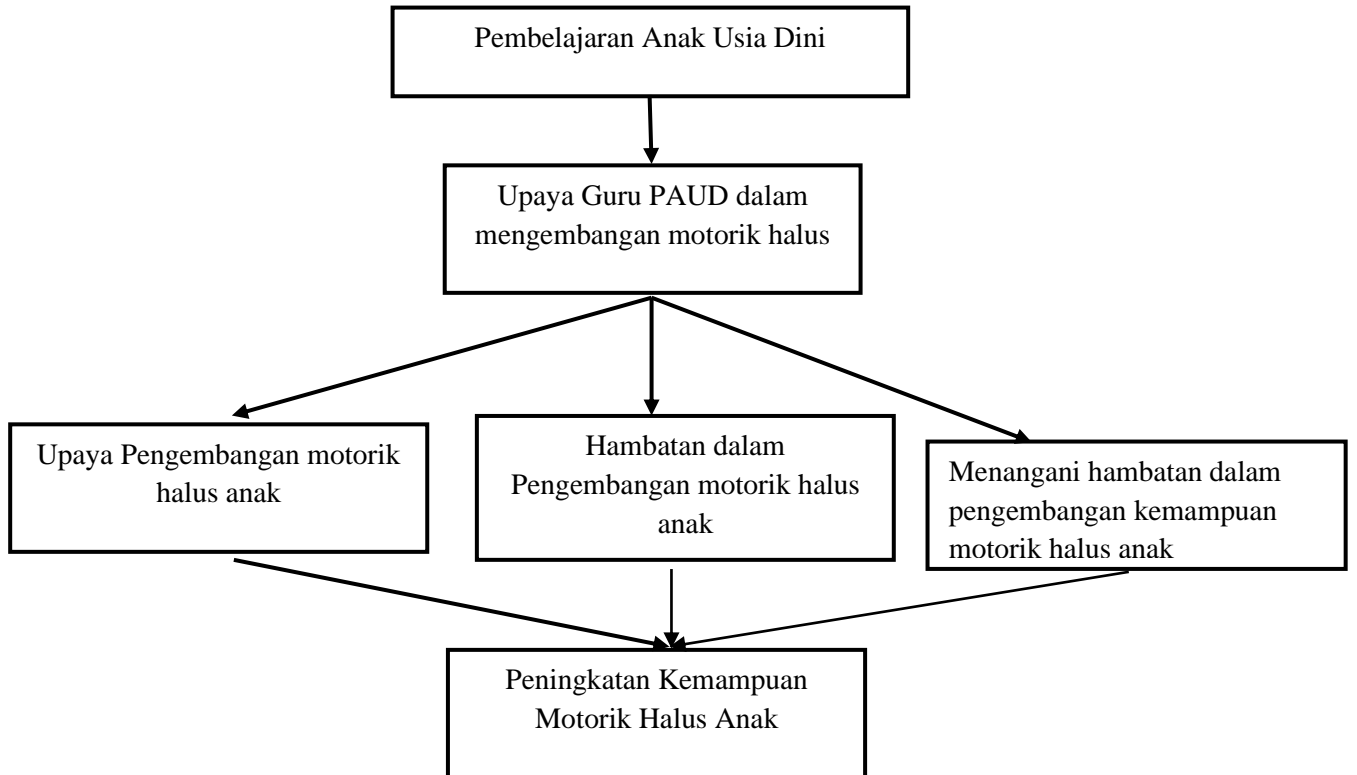 Pembelajaran Anak Usia Dini
Upaya Guru PAUD dalam
mengembangan motorik halus
Upaya Pengembangan motorik
halus anak
Hambatan dalam
Pengembangan motorik halus
anak
Menangani hambatan dalam
pengembangan kemampuan
motorik halus anak
Peningkatan Kemampuan
Motorik Halus Anak